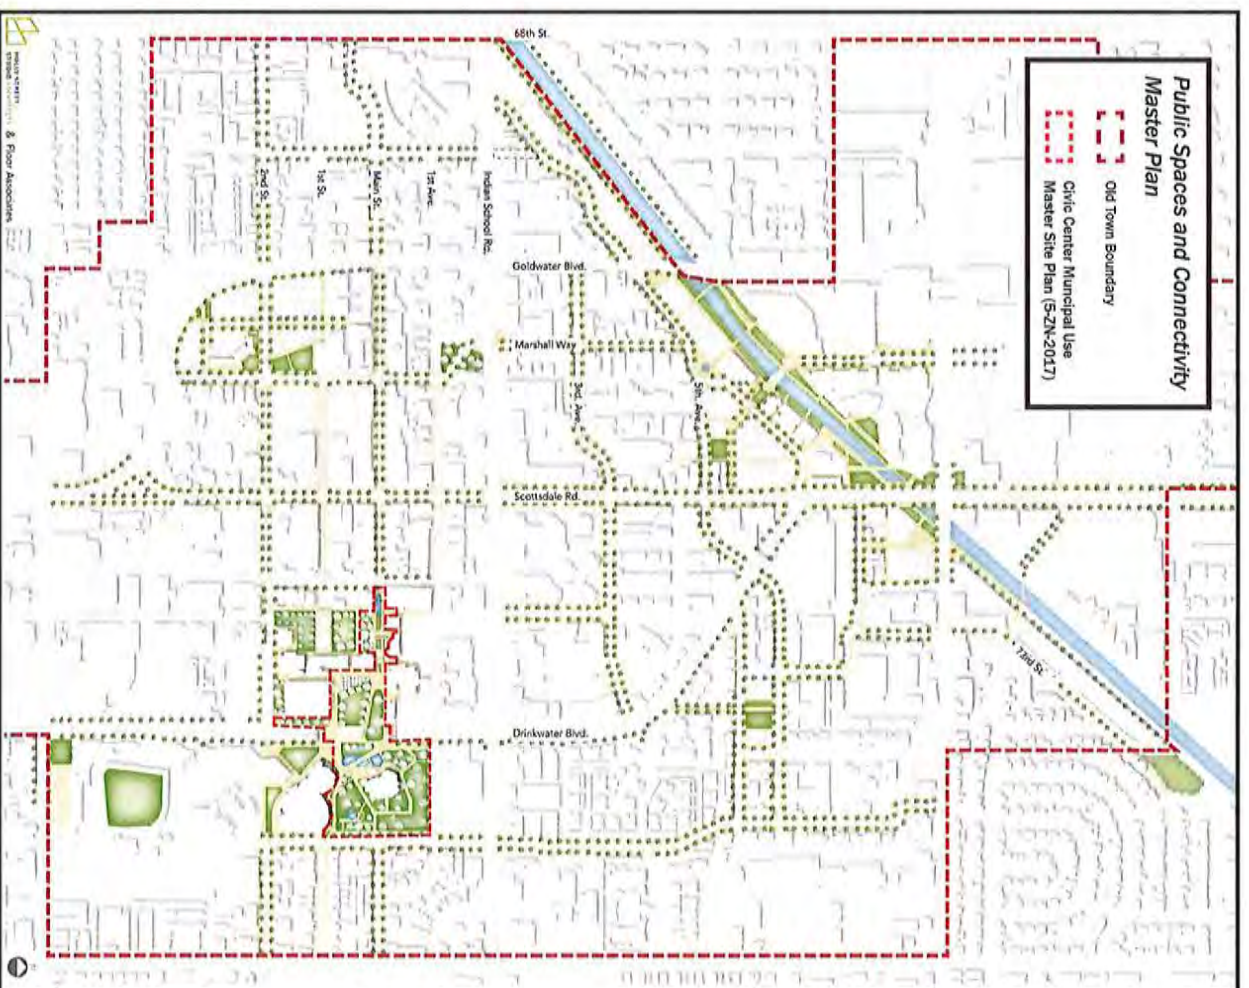 Public Spaces and Connectivity
Master Plan
Old Town Boundary
Civic Center Muncipal Use
Master Site Plan (5-ZN-2017)
68th St.
Indian School Rd.
1st Ave.
Main St.
1st St.
2nd St.
Goldwater Blvd.
Marshall Way
3rd. Ave.
5th. Ave.
Scottsdale Rd.
73rd St.
Drinkwater Blvd.
& Floor Associates